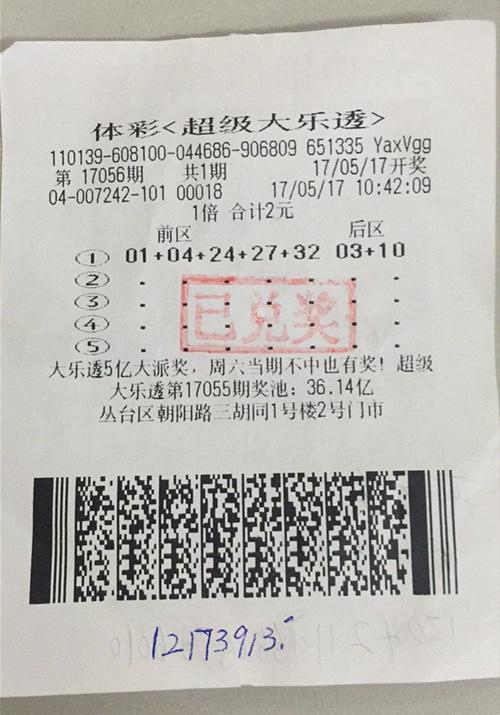 体彩<超级大乐透>
110139-608100-044686-906809 651335 YaxVgg
第 17056期 共1期 17/05/17开奖
04-007242-101 00018 17/05/17 10:42:09
1倍 合计2元
前区 后区
① 01+04+24+27+32 03+10
②
③
④
⑤
已兑奖
大乐透5亿大派奖，周六当期不中也有奖！超级
大乐透第17055期奖池：36.14亿
丛台区朝阳路三胡同1号楼2号门市
12173913.